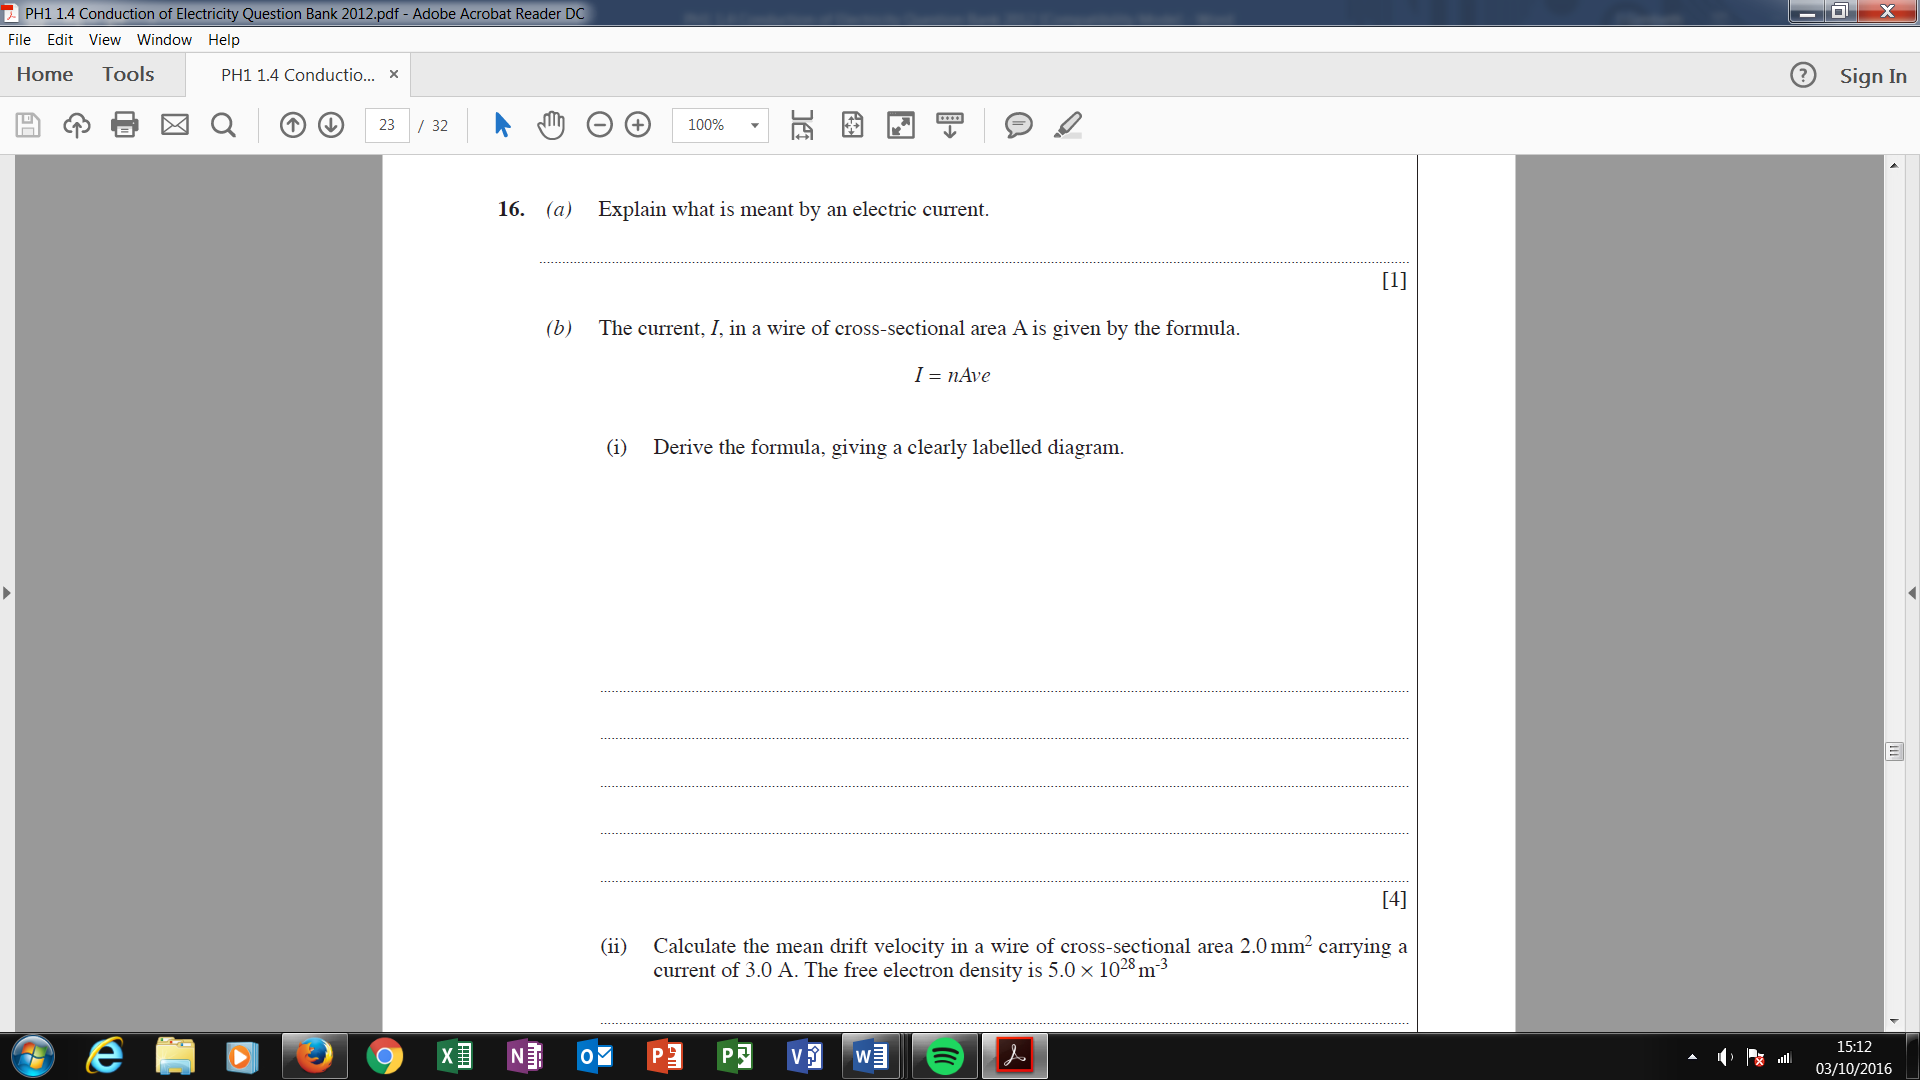 PH1 1.4 Conduction of Electricity Question Bank 2012.pdf - Adobe Acrobat Reader DC
File Edit View Window Help
Home Tools PH1 1.4 Conductio... × ? Sign In
23 / 32 100%
16. (a) Explain what is meant by an electric current.
[1]
(b) The current, I, in a wire of cross-sectional area A is given by the formula.
I = nAve
(i) Derive the formula, giving a clearly labelled diagram.
[4]
(ii) Calculate the mean drift velocity in a wire of cross-sectional area 2.0 mm² carrying a
current of 3.0 A. The free electron density is 5.0 × 10²⁸ m⁻³
15:12
03/10/2016